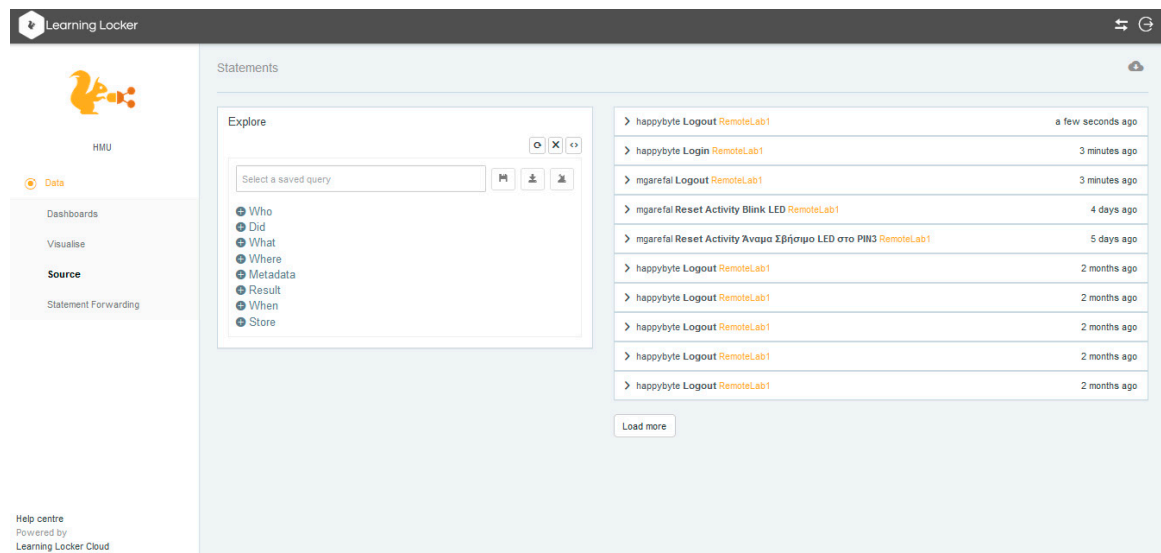 Learning Locker
HMU
Data
Dashboards
Visualise
Source
Statement Forwarding
Help centre
Powered by
Learning Locker Cloud
Statements
Explore
Select a saved query
Who
Did
What
Where
Metadata
Result
When
Store
happybyte Logout RemoteLab1 a few seconds ago
happybyte Login RemoteLab1 3 minutes ago
mgarefal Logout RemoteLab1 3 minutes ago
mgarefal Reset Activity Blink LED RemoteLab1 4 days ago
mgarefal Reset Activity Άναμα Σβήσιμο LED στο PIN3 RemoteLab1 5 days ago
happybyte Logout RemoteLab1 2 months ago
happybyte Logout RemoteLab1 2 months ago
happybyte Logout RemoteLab1 2 months ago
happybyte Logout RemoteLab1 2 months ago
happybyte Logout RemoteLab1 2 months ago
Load more